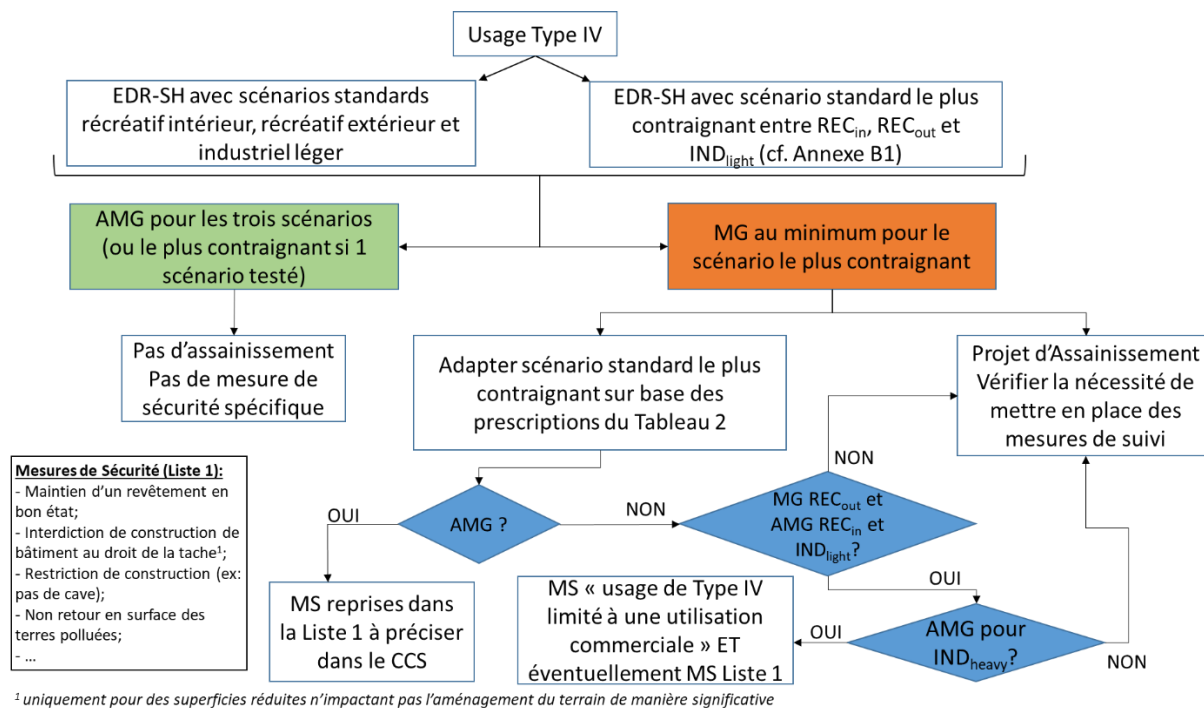 Usage Type IV
EDR-SH avec scénarios standards
récréatif intérieur, récréatif extérieur et
industriel léger
EDR-SH avec scénario standard le plus
contraignant entre RECin, RECout et
INDlight (cf. Annexe B1)
AMG pour les trois scénarios
(ou le plus contraignant si 1
scénario testé)
MG au minimum pour le
scénario le plus contraignant
Pas d’assainissement
Pas de mesure de
sécurité spécifique
Adapter scénario standard le plus
contraignant sur base des
prescriptions du Tableau 2
Projet d’Assainissement
Vérifier la nécessité de
mettre en place des
mesures de suivi
Mesures de Sécurité (Liste 1):
- Maintien d’un revêtement en
bon état;
- Interdiction de construction de
bâtiment au droit de la tache1;
- Restriction de construction (ex:
pas de cave);
- Non retour en surface des
terres polluées;
- ...
OUI
AMG ?
NON
MG RECout et
AMG RECin et
INDlight?
NON
OUI
MS reprises dans
la Liste 1 à préciser
dans le CCS
MS « usage de Type IV
limité à une utilisation
commerciale » ET
éventuellement MS Liste 1
OUI
AMG pour
INDheavy?
NON
1 uniquement pour des superficies réduites n’impactant pas l’aménagement du terrain de manière significative